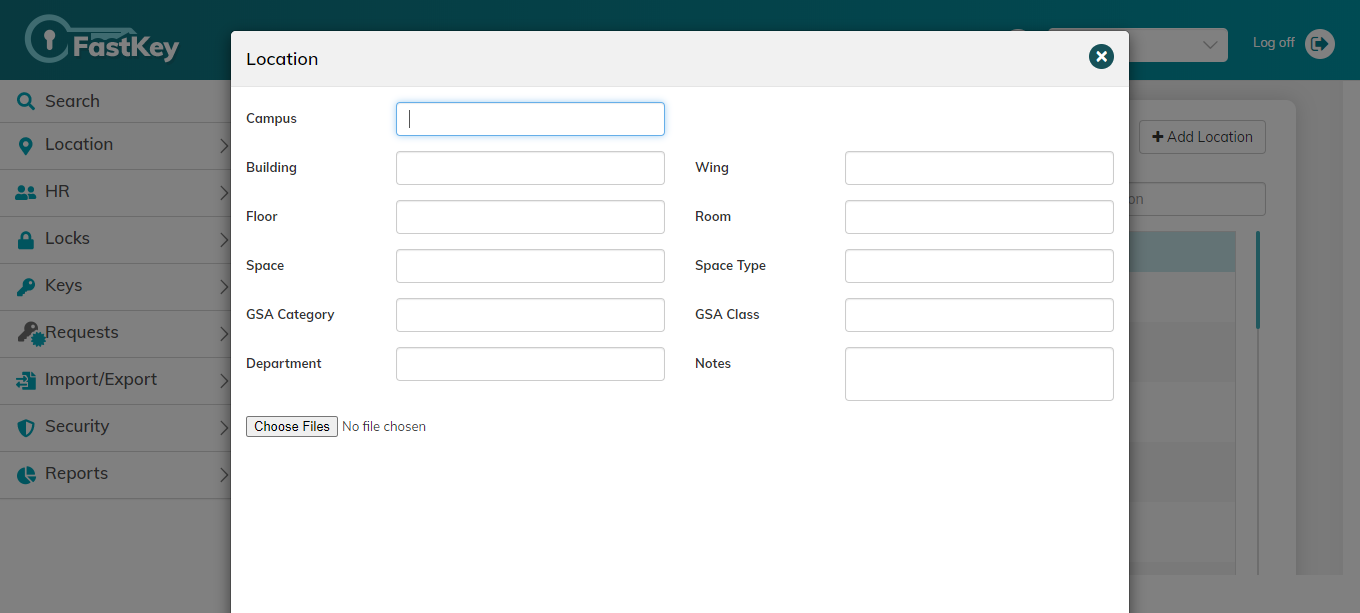 FastKey
Location
Log off
Search
Location
HR
Locks
Keys
Requests
Import/Export
Security
Reports
Campus
Building
Wing
Floor
Room
Space
Space Type
GSA Category
GSA Class
Department
Notes
Choose Files No file chosen
Add Location